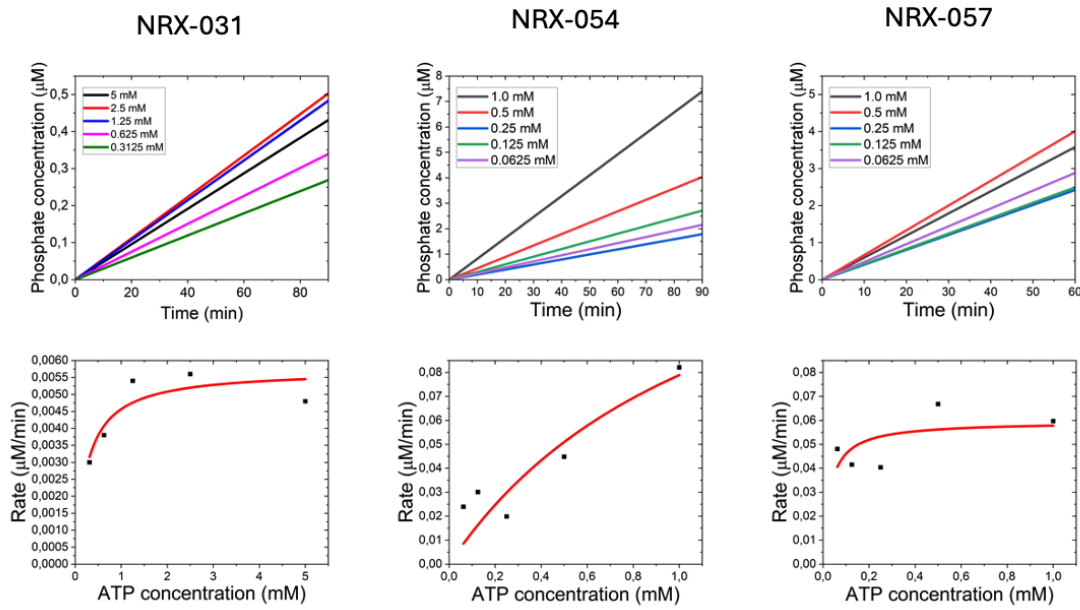 NRX-031
NRX-054
NRX-057
Phosphate concentration (μM)
0,5
0,4
0,3
0,2
0,1
0,0
5 mM
2.5 mM
1.25 mM
0.625 mM
0.3125 mM
0
20
40
60
80
Time (min)
Phosphate concentration (μM)
8
7
6
5
4
3
2
1
0
1.0 mM
0.5 mM
0.25 mM
0.125 mM
0.0625 mM
0
10
20
30
40
50
60
70
80
90
Time (min)
Phosphate concentration (μM)
5
4
3
2
1
0
1.0 mM
0.5 mM
0.25 mM
0.125 mM
0.0625 mM
0
10
20
30
40
50
60
Time (min)
Rate (μM/min)
0,0060
0,0055
0,0050
0,0045
0,0040
0,0035
0,0030
0,0025
0,0020
0,0015
0,0010
0,0005
0,0000
0
1
2
3
4
5
ATP concentration (mM)
Rate (μM/min)
0,08
0,06
0,04
0,03
0,02
0,00
0,0
0,2
0,4
0,6
0,8
1,0
ATP concentration (mM)
Rate (μM/min)
0,08
0,07
0,06
0,05
0,04
0,03
0,02
0,01
0,00
0,0
0,2
0,4
0,6
0,8
1,0
ATP concentration (mM)